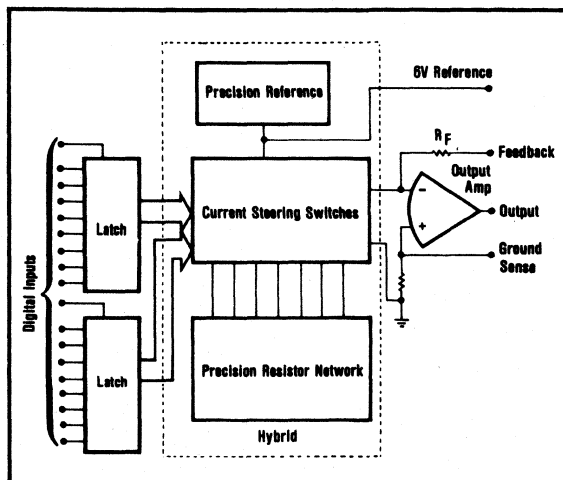 6V Reference
Precision Reference
R F
Feedback
Output
Amp
Current Steering Switches
Output
Latch
Ground
Sense
Digital Inputs
Latch
Precision Resistor Network
Hybrid